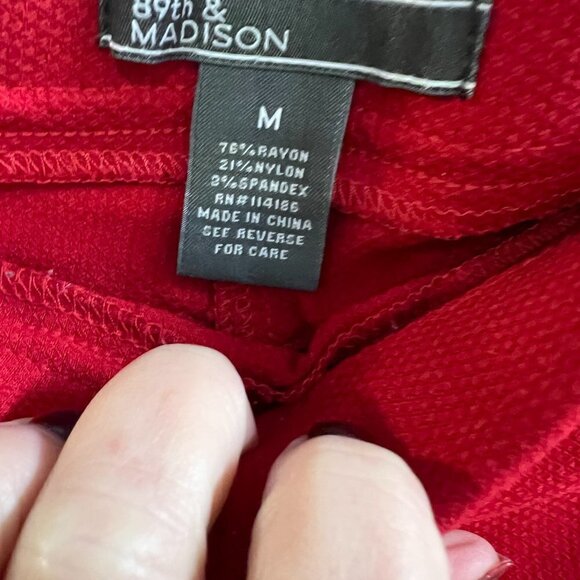 89th &
MADISON
M
76% RAYON
21% NYLON
3% SPANDEX
RN# 114186
MADE IN CHINA
SEE REVERSE
FOR CARE